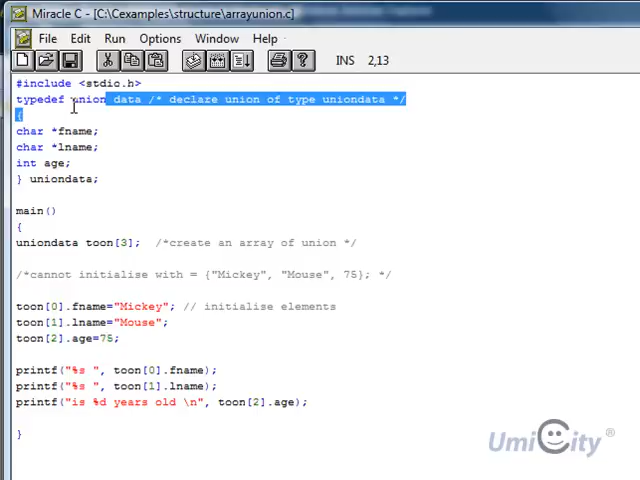 Miracle C - [C:\Cexamples\structure\arrayunion.c]
File Edit Run Options Window Help
INS 2,13
#include <stdio.h>
typedef union data /* declare union of type uniondata */
{
char *fname;
char *lname;
int age;
} uniondata;
main()
{
uniondata toon[3]; /*create an array of union */
/*cannot initialise with = {"Mickey", "Mouse", 75}; */
toon[0].fname="Mickey"; // initialise elements
toon[1].lname="Mouse";
toon[2].age=75;
printf("%s ", toon[0].fname);
printf("%s ", toon[1].lname);
printf("is %d years old \n", toon[2].age);
}
UmiCity ®